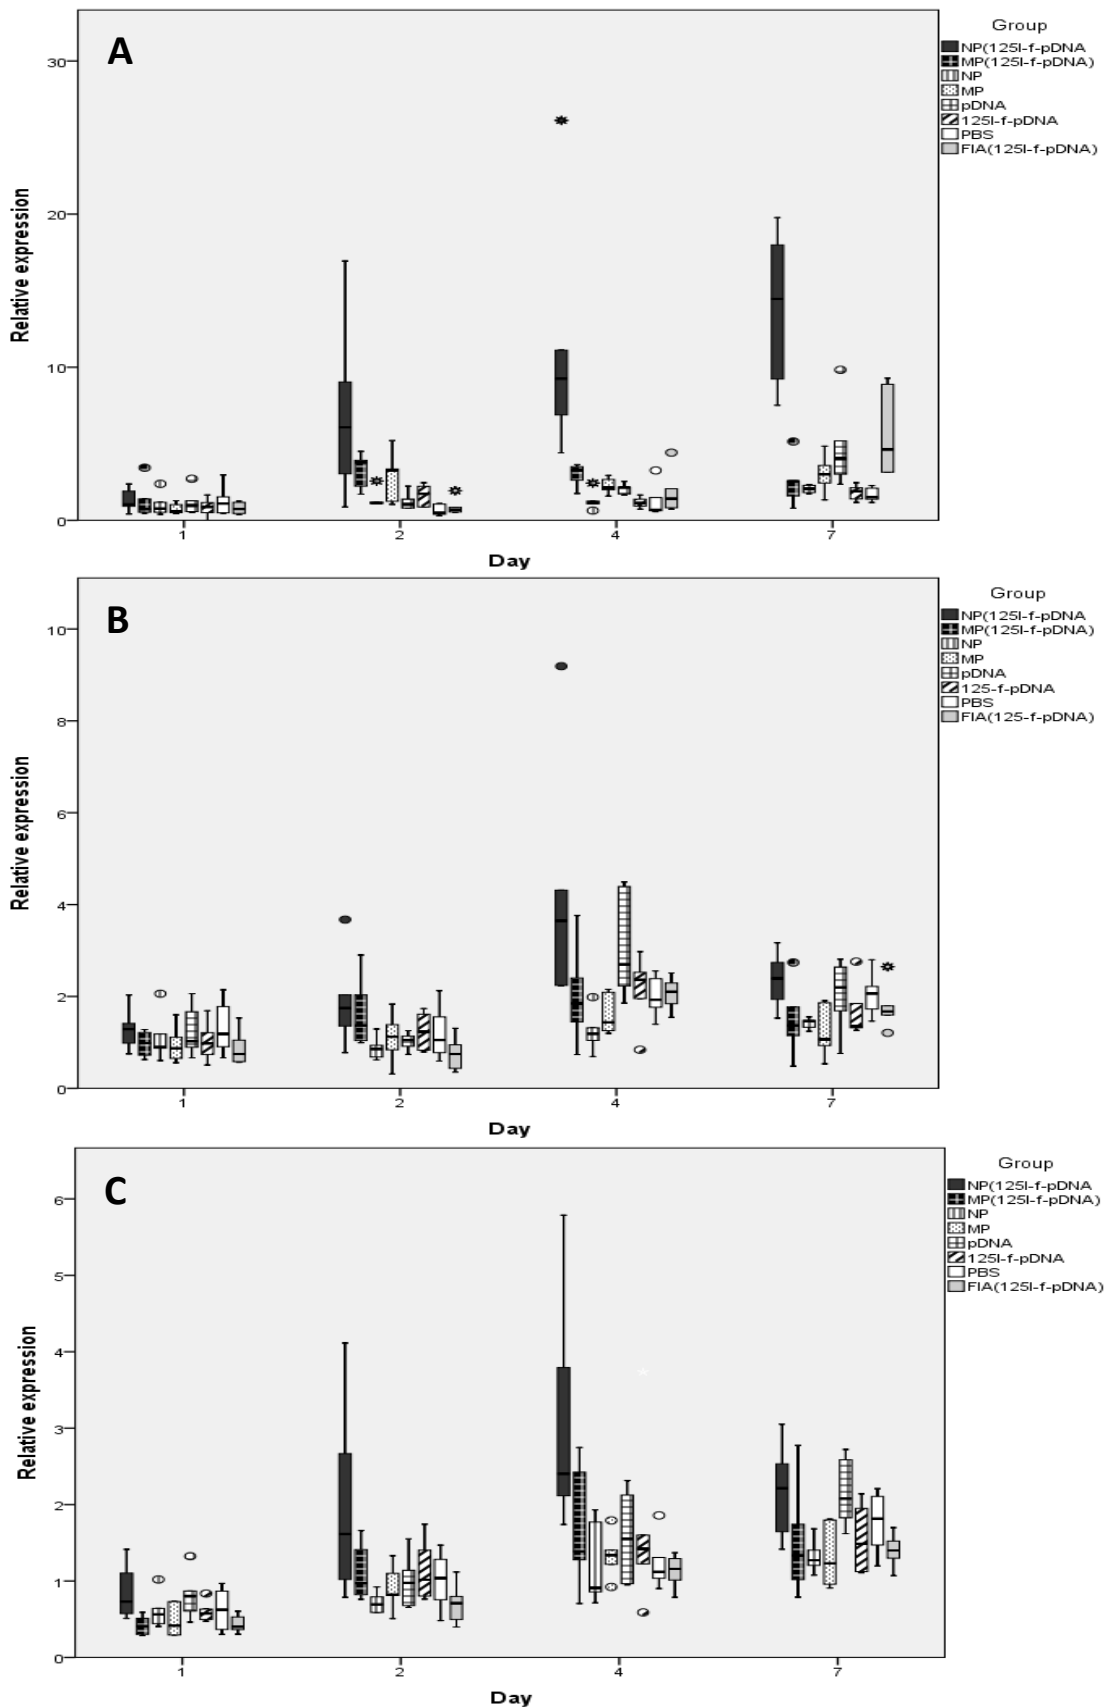 A
Relative expression
30
20
10
0
1
2
4
7
Day
Group
NP(125I-f-pDNA
MP(125I-f-pDNA)
NP
MP
pDNA
125I-f-pDNA
PBS
FIA(125I-f-pDNA)
B
Relative expression
10
8
6
4
2
0
1
2
4
7
Day
Group
NP(125I-f-pDNA
MP(125I-f-pDNA)
NP
MP
pDNA
125-f-pDNA
PBS
FIA(125-f-pDNA)
C
Relative expression
6
5
4
3
2
1
0
1
2
4
7
Day
Group
NP(125I-f-pDNA
MP(125I-f-pDNA)
NP
MP
pDNA
125I-f-pDNA
PBS
FIA(125I-f-pDNA)